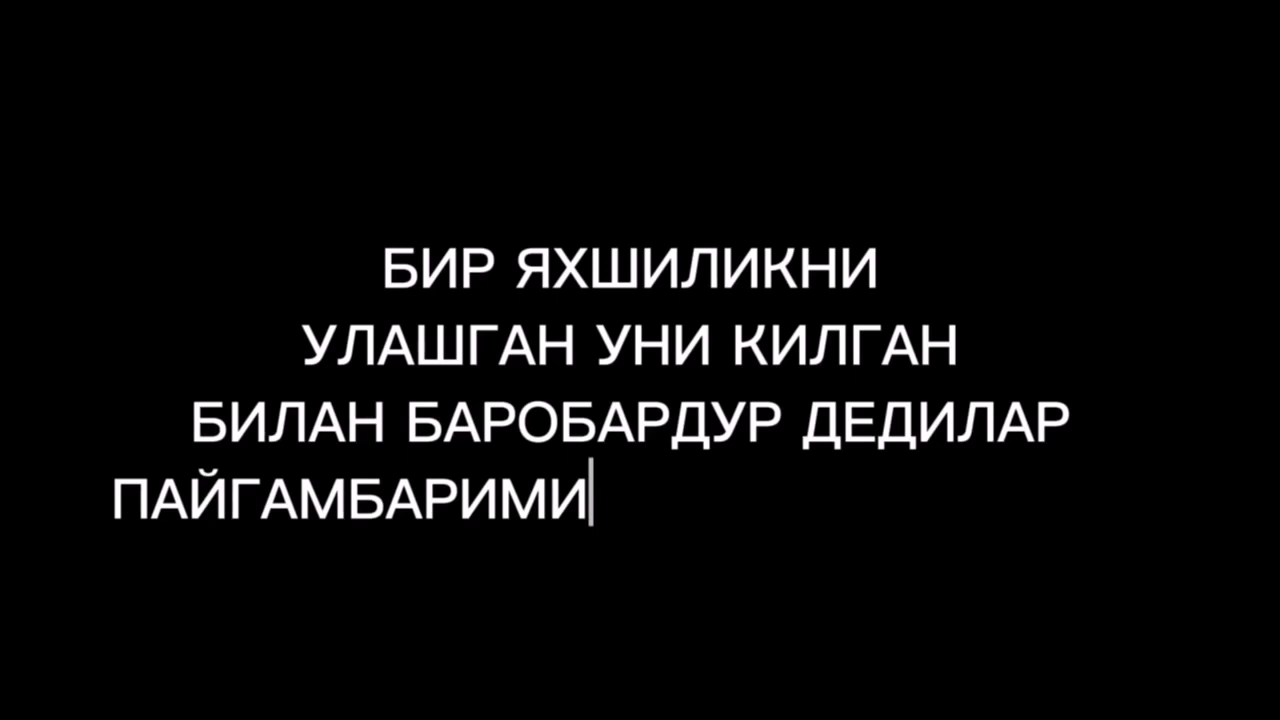 БИР ЯХШИЛИКНИ
УЛАШГАН УНИ КИЛГАН
БИЛАН БАРОБАРДУР ДЕДИЛАР
ПАЙГАМБАРИМИ